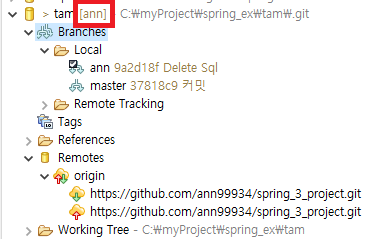 > tam [ann] - C:\myProject\spring_ex\tam\.git
Branches
Local
ann 9a2d18f Delete Sql
master 37818c9 커밋
Remote Tracking
Tags
References
Remotes
origin
https://github.com/ann99934/spring_3_project.git
https://github.com/ann99934/spring_3_project.git
Working Tree - C:\myProject\spring_ex\tam